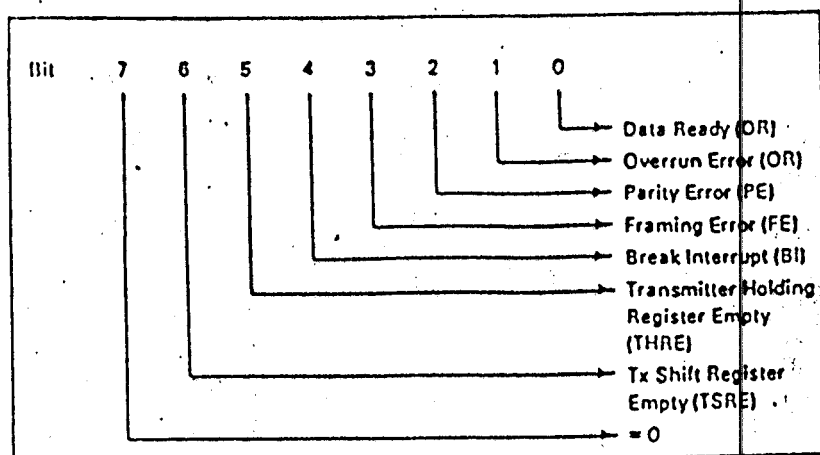 Bit 7 6 5 4 3 2 1 0
Data Ready (DR)
Overrun Error (OR)
Parity Error (PE)
Framing Error (FE)
Break Interrupt (BI)
Transmitter Holding
Register Empty
(THRE)
Tx Shift Register
Empty (TSRE)
= 0